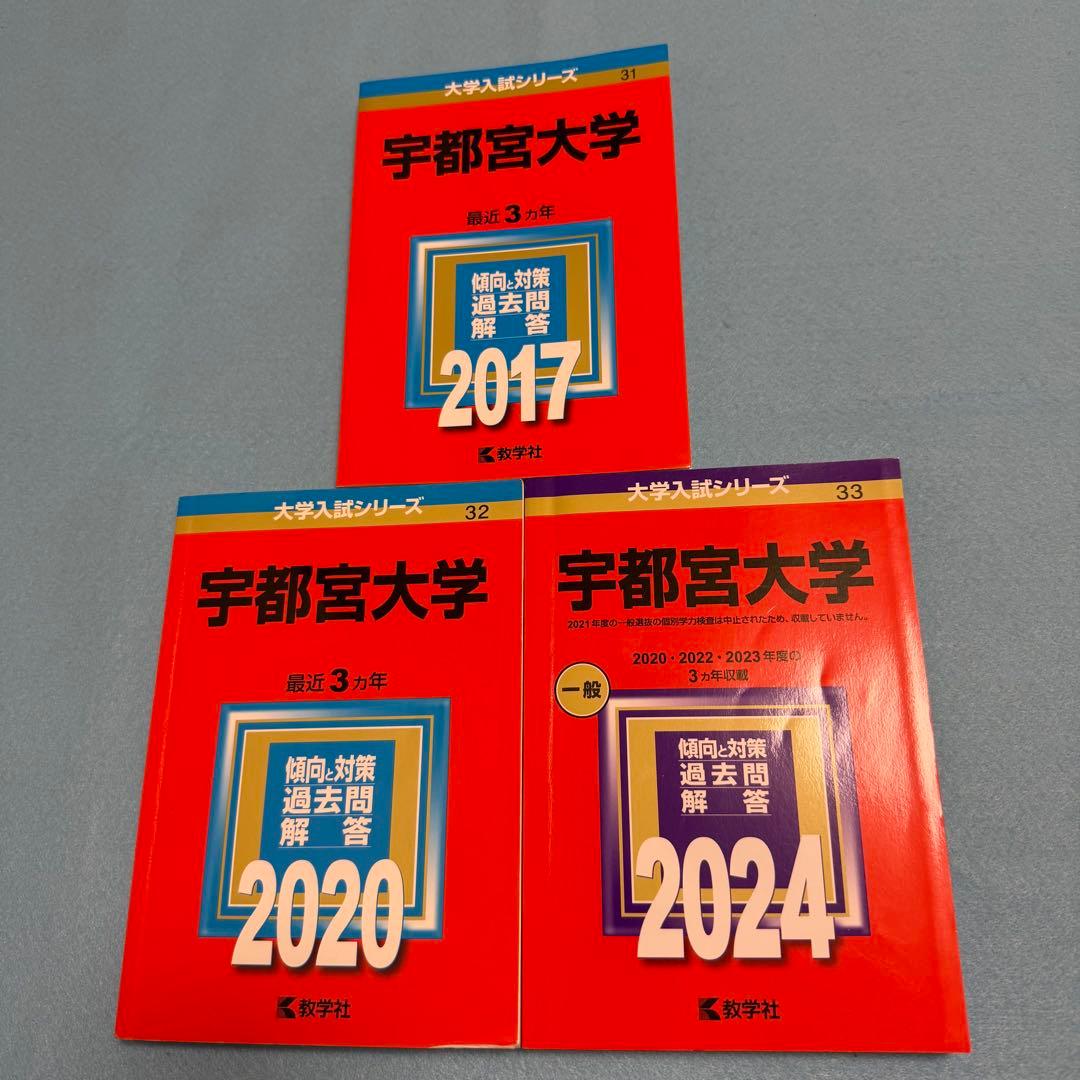 大学入試シリーズ
31
宇都宮大学
最近3カ年
傾向と対策
過去問
解答
2017
教学社
大学入試シリーズ
32
宇都宮大学
最近3カ年
傾向と対策
過去問
解答
2020
教学社
大学入試シリーズ
33
宇都宮大学
2021年度の一般選抜の個別学力検査は中止されたため、収載していません。
2020・2022・2023年度の
3カ年収載
一般
傾向と対策
過去問
解答
2024
教学社